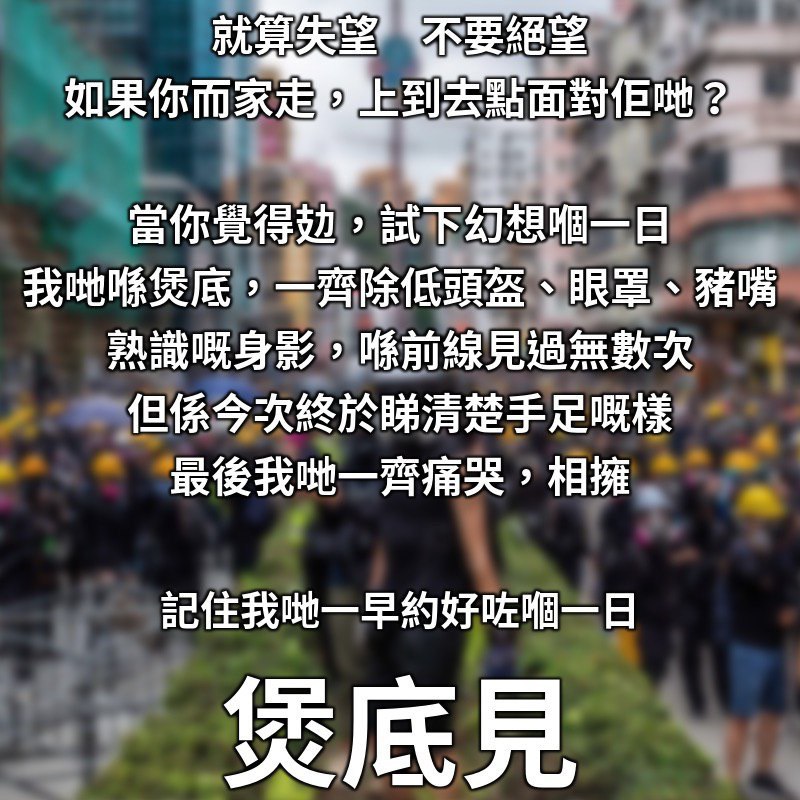 就算失望　不要絕望
如果你而家走，上到去點面對佢哋？
當你覺得攰，試下幻想嗰一日
我哋喺煲底，一齊除低頭盔、眼罩、豬嘴
熟識嘅身影，喺前線見過無數次
但係今次終於睇清楚手足嘅樣
最後我哋一齊痛哭，相擁
記住我哋一早約好咗嗰一日
煲底見